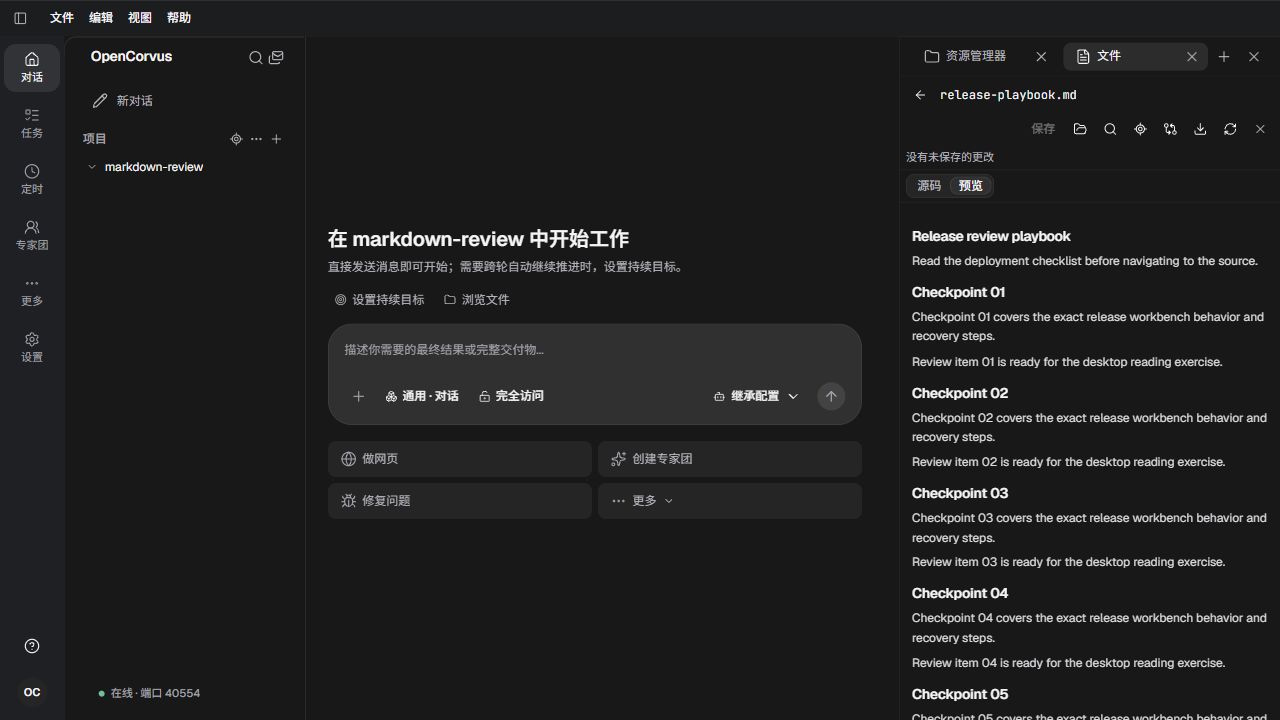 文件 编辑 视图 帮助
对话
任务
定时
专家团
更多
设置
OC
OpenCorvus
新对话
项目
markdown-review
在线 · 端口 40554
在 markdown-review 中开始工作
直接发送消息即可开始；需要跨轮自动继续推进时，设置持续目标。
设置持续目标 浏览文件
描述你需要的最终结果或完整交付物...
通用 · 对话 完全访问 继承配置
做网页 创建专家团
修复问题 更多
资源管理器 文件
release-playbook.md
保存
没有未保存的更改
源码 预览
Release review playbook
Read the deployment checklist before navigating to the source.
Checkpoint 01
Checkpoint 01 covers the exact release workbench behavior and
recovery steps.
Review item 01 is ready for the desktop reading exercise.
Checkpoint 02
Checkpoint 02 covers the exact release workbench behavior and
recovery steps.
Review item 02 is ready for the desktop reading exercise.
Checkpoint 03
Checkpoint 03 covers the exact release workbench behavior and
recovery steps.
Review item 03 is ready for the desktop reading exercise.
Checkpoint 04
Checkpoint 04 covers the exact release workbench behavior and
recovery steps.
Review item 04 is ready for the desktop reading exercise.
Checkpoint 05
Checkpoint 05 covers the exact release workbench behavior and